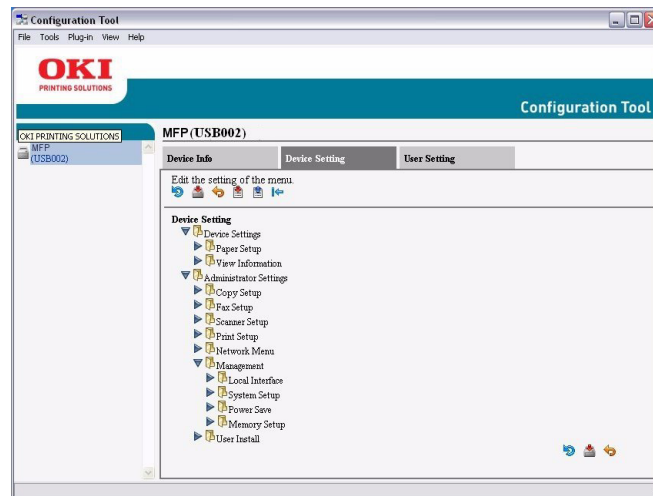 Configuration Tool
File Tools Plug-in View Help
OKI
PRINTING SOLUTIONS
Configuration Tool
OKI PRINTING SOLUTIONS
MFP
(USB002)
MFP(USB002)
Device Info Device Setting User Setting
Edit the setting of the menu.
Device Setting
Device Settings
Paper Setup
View Information
Administrator Settings
Copy Setup
Fax Setup
Scanner Setup
Print Setup
Network Menu
Management
Local Interface
System Setup
Power Save
Memory Setup
User Install